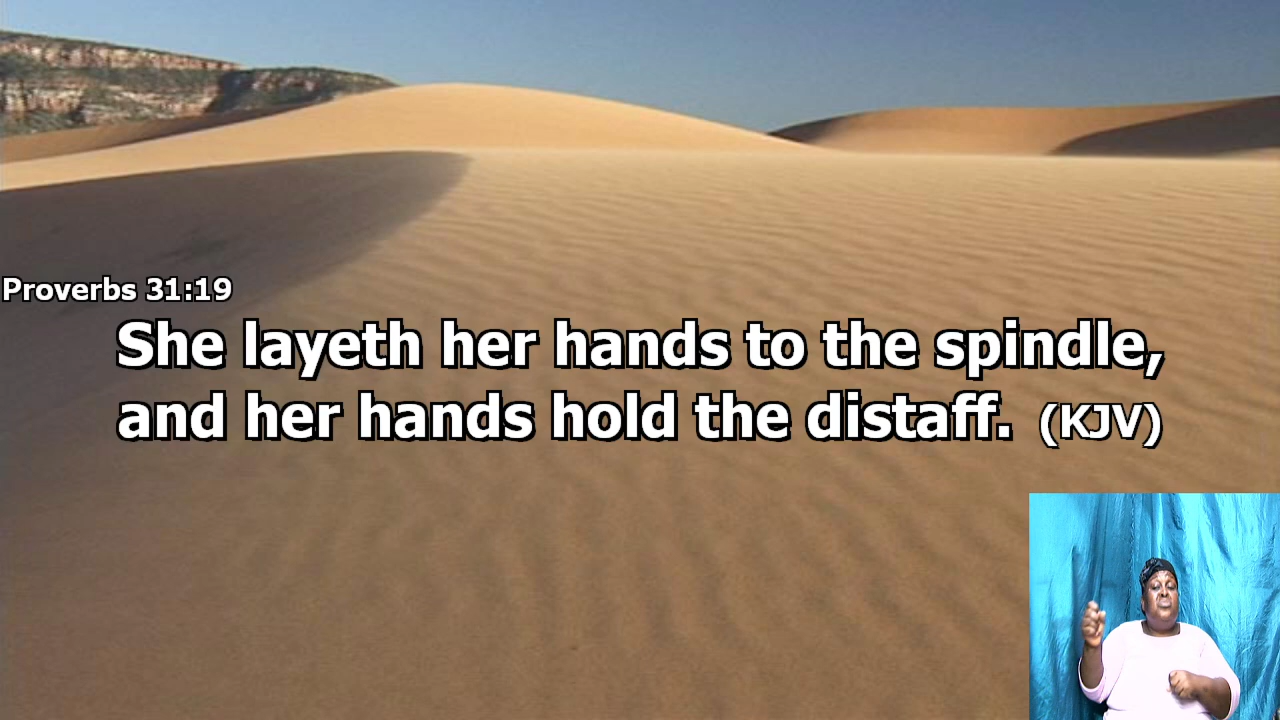 Proverbs 31:19
She layeth her hands to the spindle,
and her hands hold the distaff. (KJV)